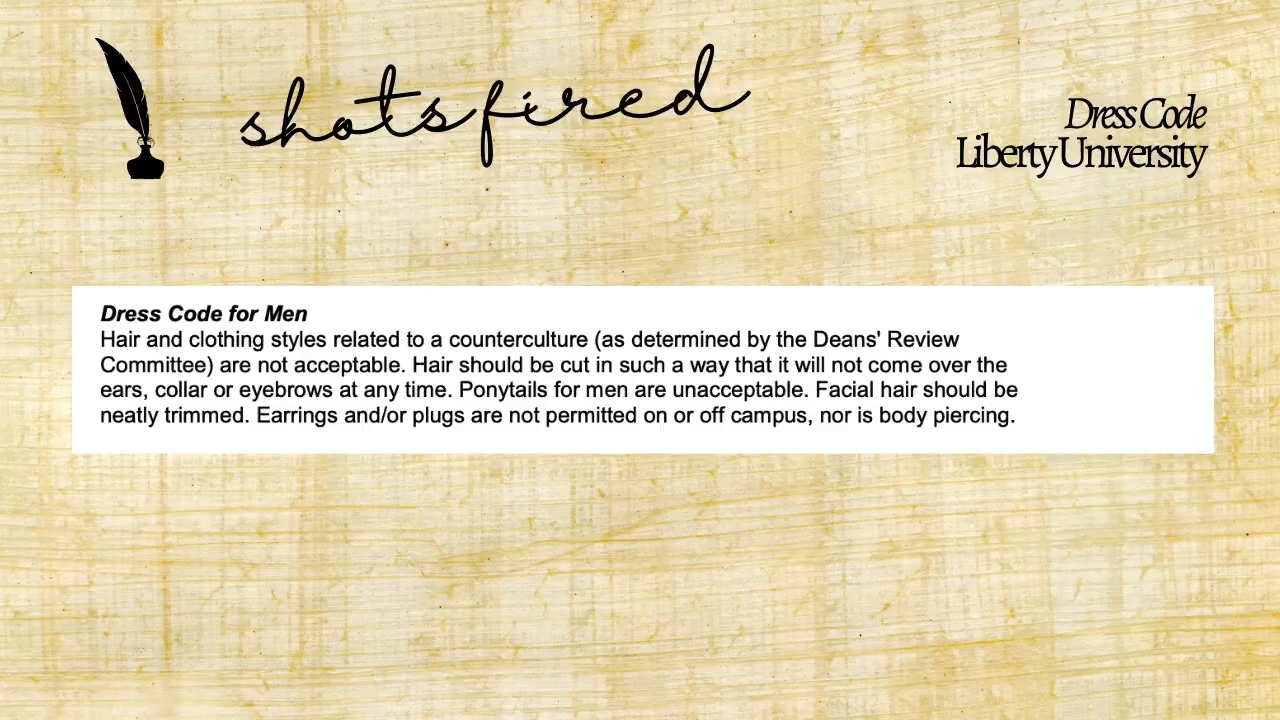 shots fired
Dress Code
Liberty University
Dress Code for Men
Hair and clothing styles related to a counterculture (as determined by the Deans' Review
Committee) are not acceptable. Hair should be cut in such a way that it will not come over the
ears, collar or eyebrows at any time. Ponytails for men are unacceptable. Facial hair should be
neatly trimmed. Earrings and/or plugs are not permitted on or off campus, nor is body piercing.